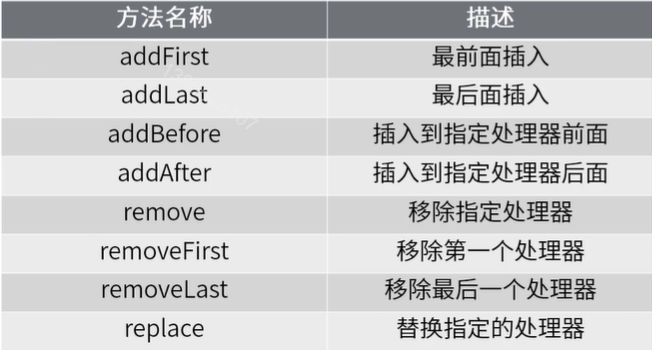 方法名称 描述
addFirst 最前面插入
addLast 最后面插入
addBefore 插入到指定处理器前面
addAfter 插入到指定处理器后面
remove 移除指定处理器
removeFirst 移除第一个处理器
removeLast 移除最后一个处理器
replace 替换指定的处理器